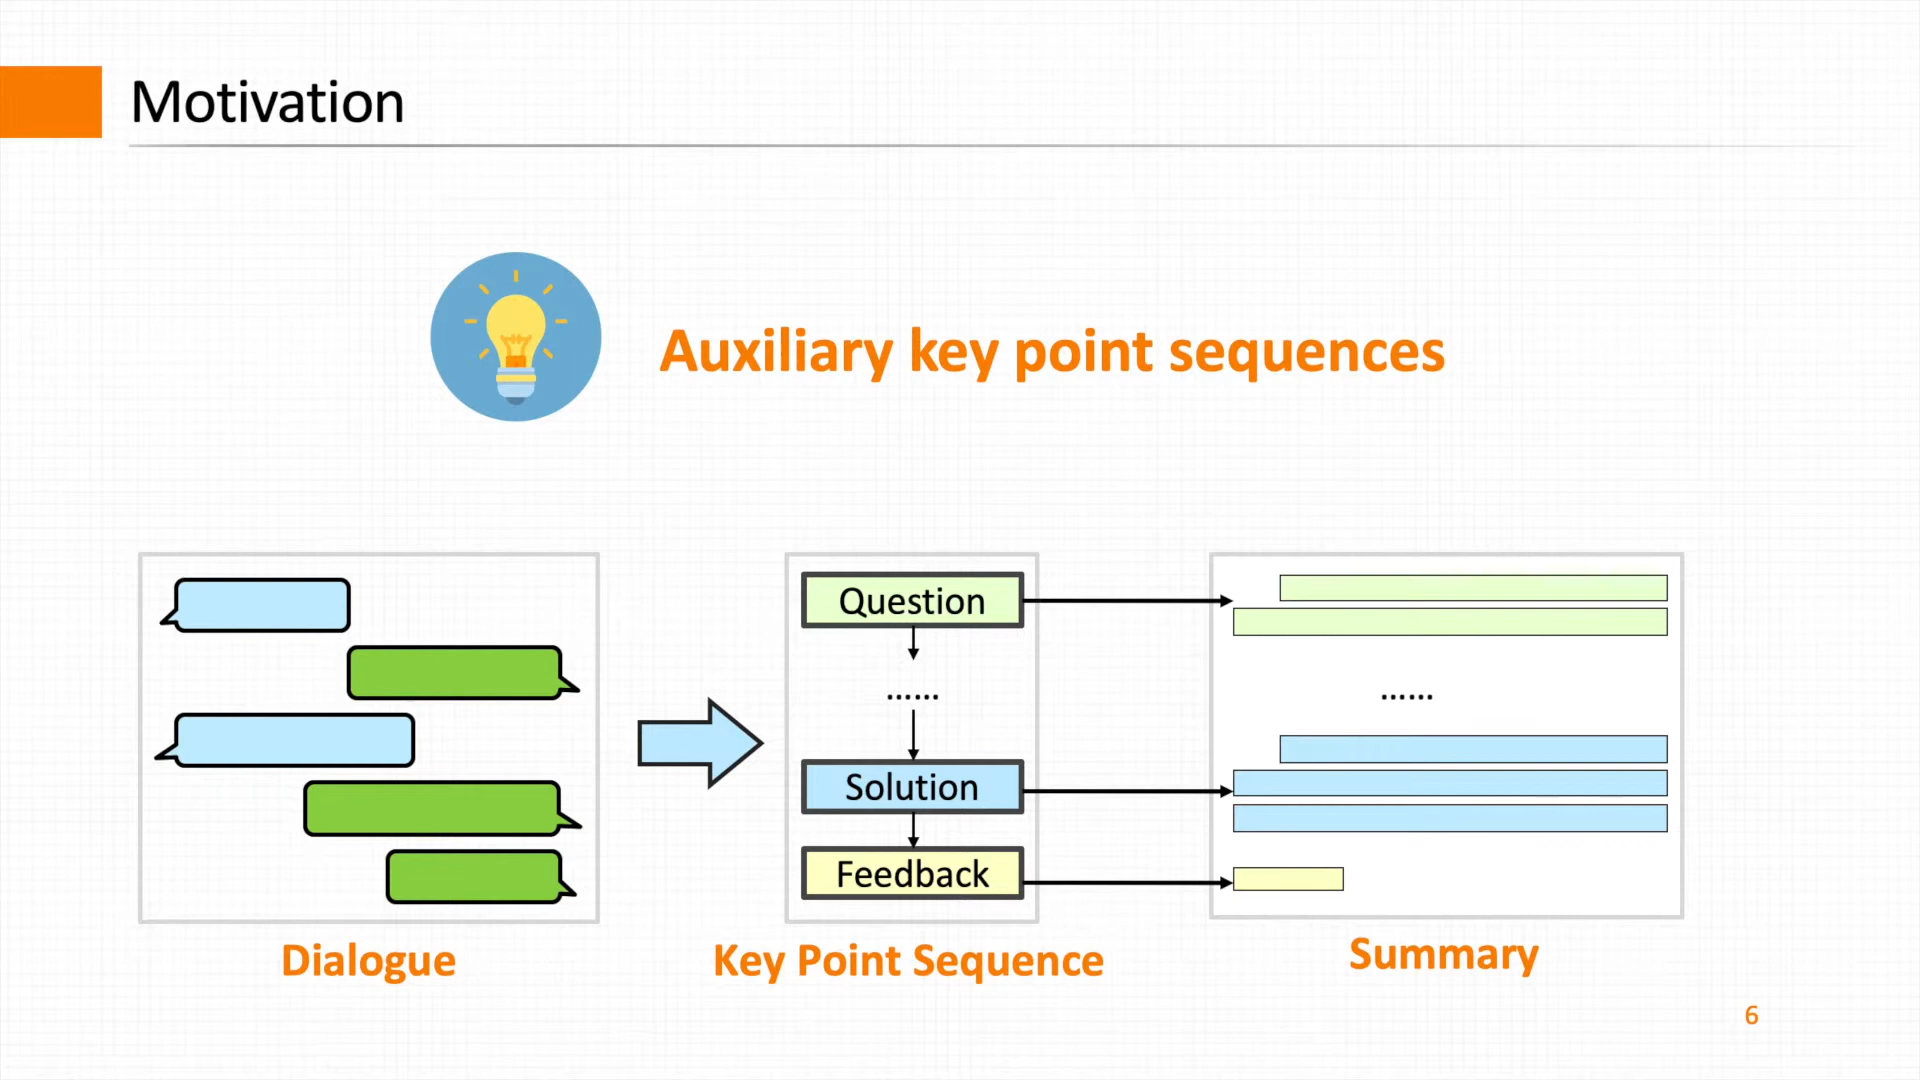 Motivation
Auxiliary key point sequences
Question
......
......
Solution
Feedback
Dialogue
Key Point Sequence
Summary
6